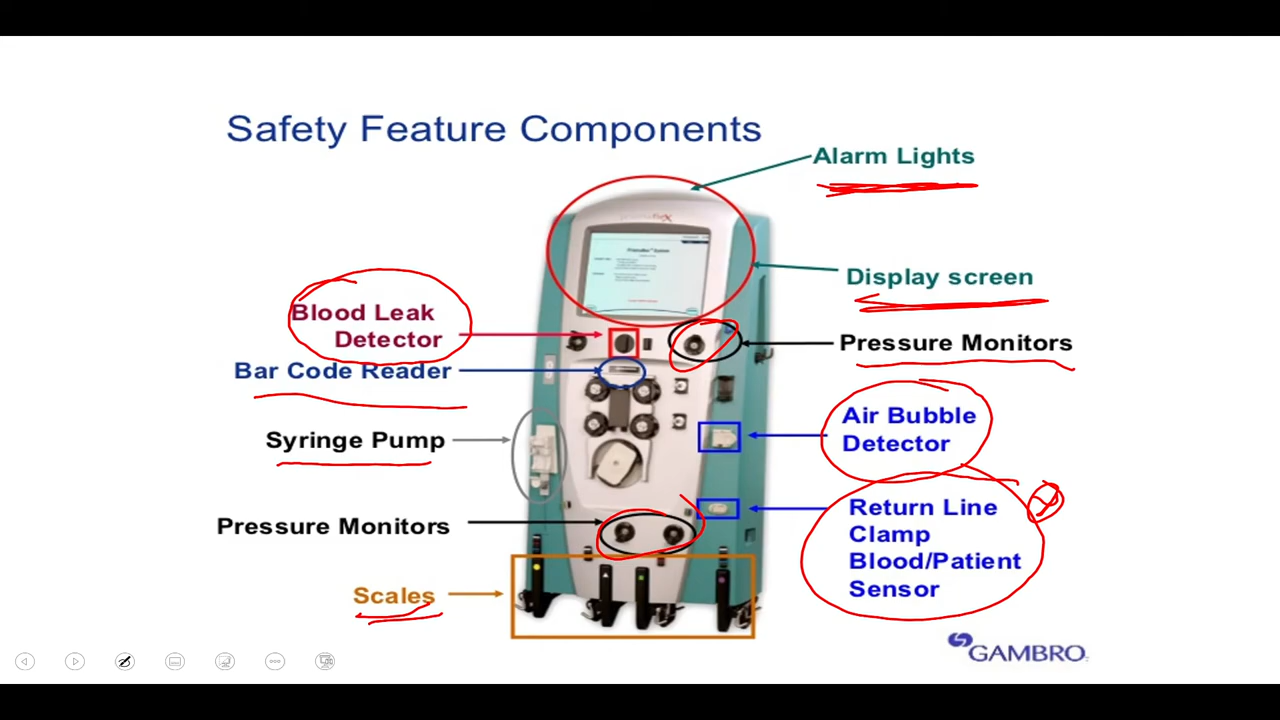 Safety Feature Components
Alarm Lights
Display screen
Blood Leak
Detector
Pressure Monitors
Bar Code Reader
Air Bubble
Detector
Syringe Pump
Return Line
Clamp
Blood/Patient
Sensor
Pressure Monitors
Scales
GAMBRO